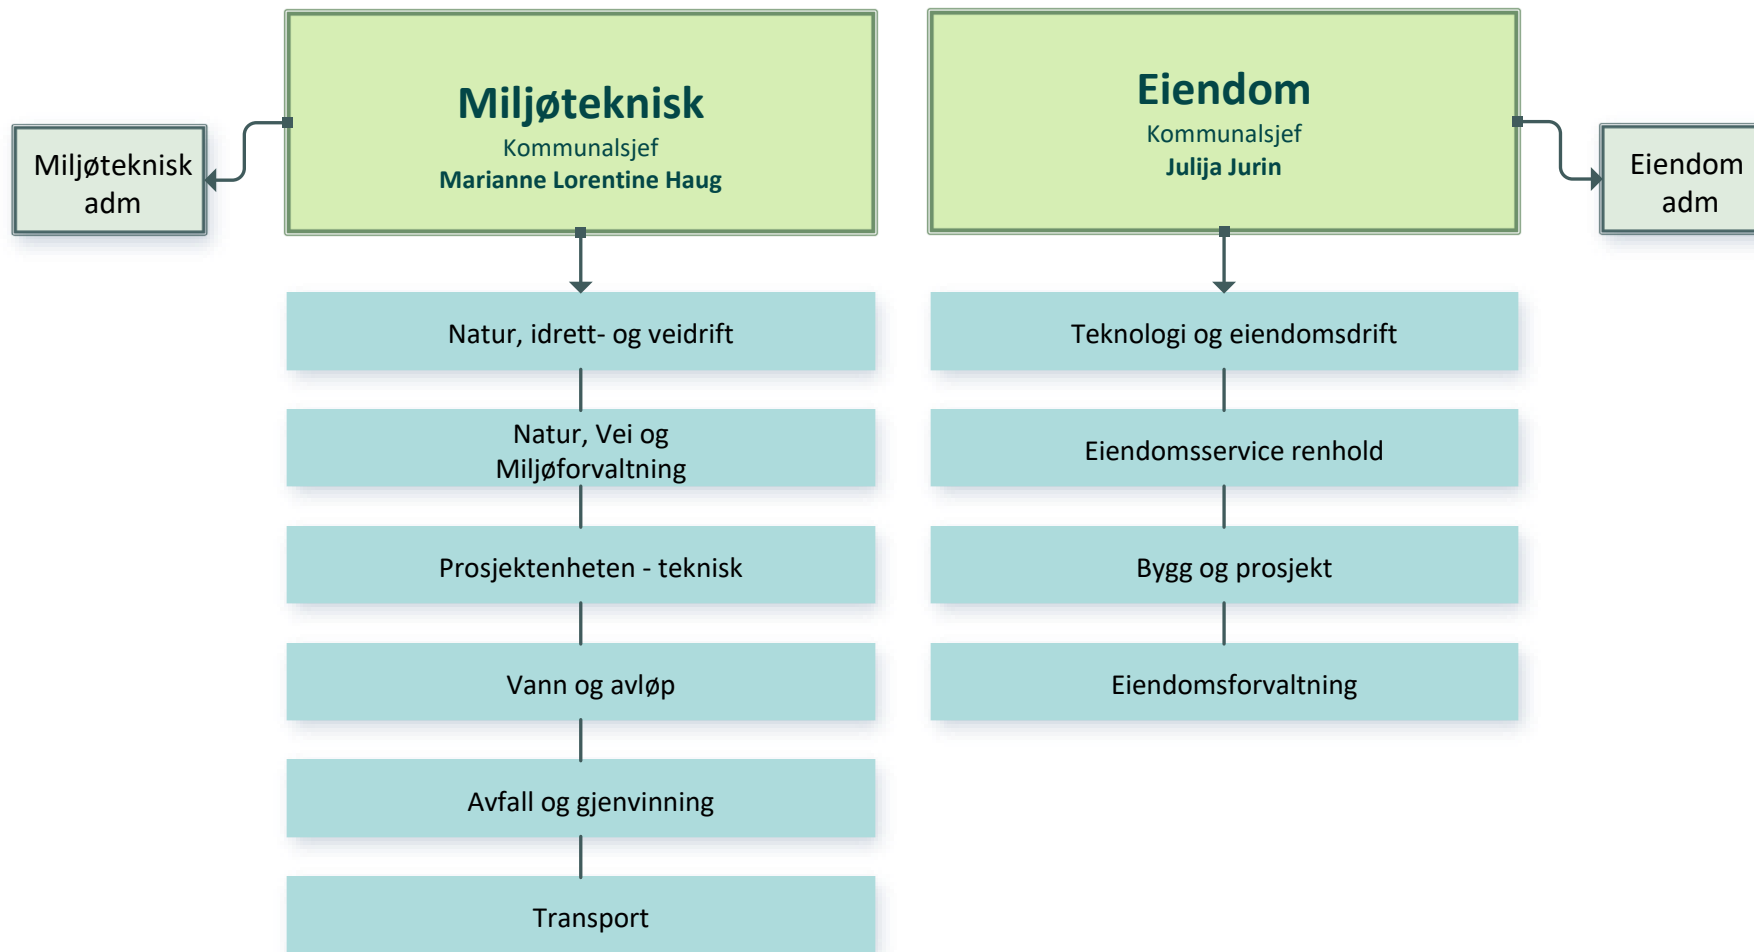 Miljøteknisk
Kommunalsjef
Marianne Lorentine Haug
Miljøteknisk
adm
Natur, idrett- og veidrift
Natur, Vei og
Miljøforvaltning
Prosjektenheten - teknisk
Vann og avløp
Avfall og gjenvinning
Transport
Eiendom
Kommunalsjef
Julija Jurin
Eiendom
adm
Teknologi og eiendomsdrift
Eiendomsservice renhold
Bygg og prosjekt
Eiendomsforvaltning